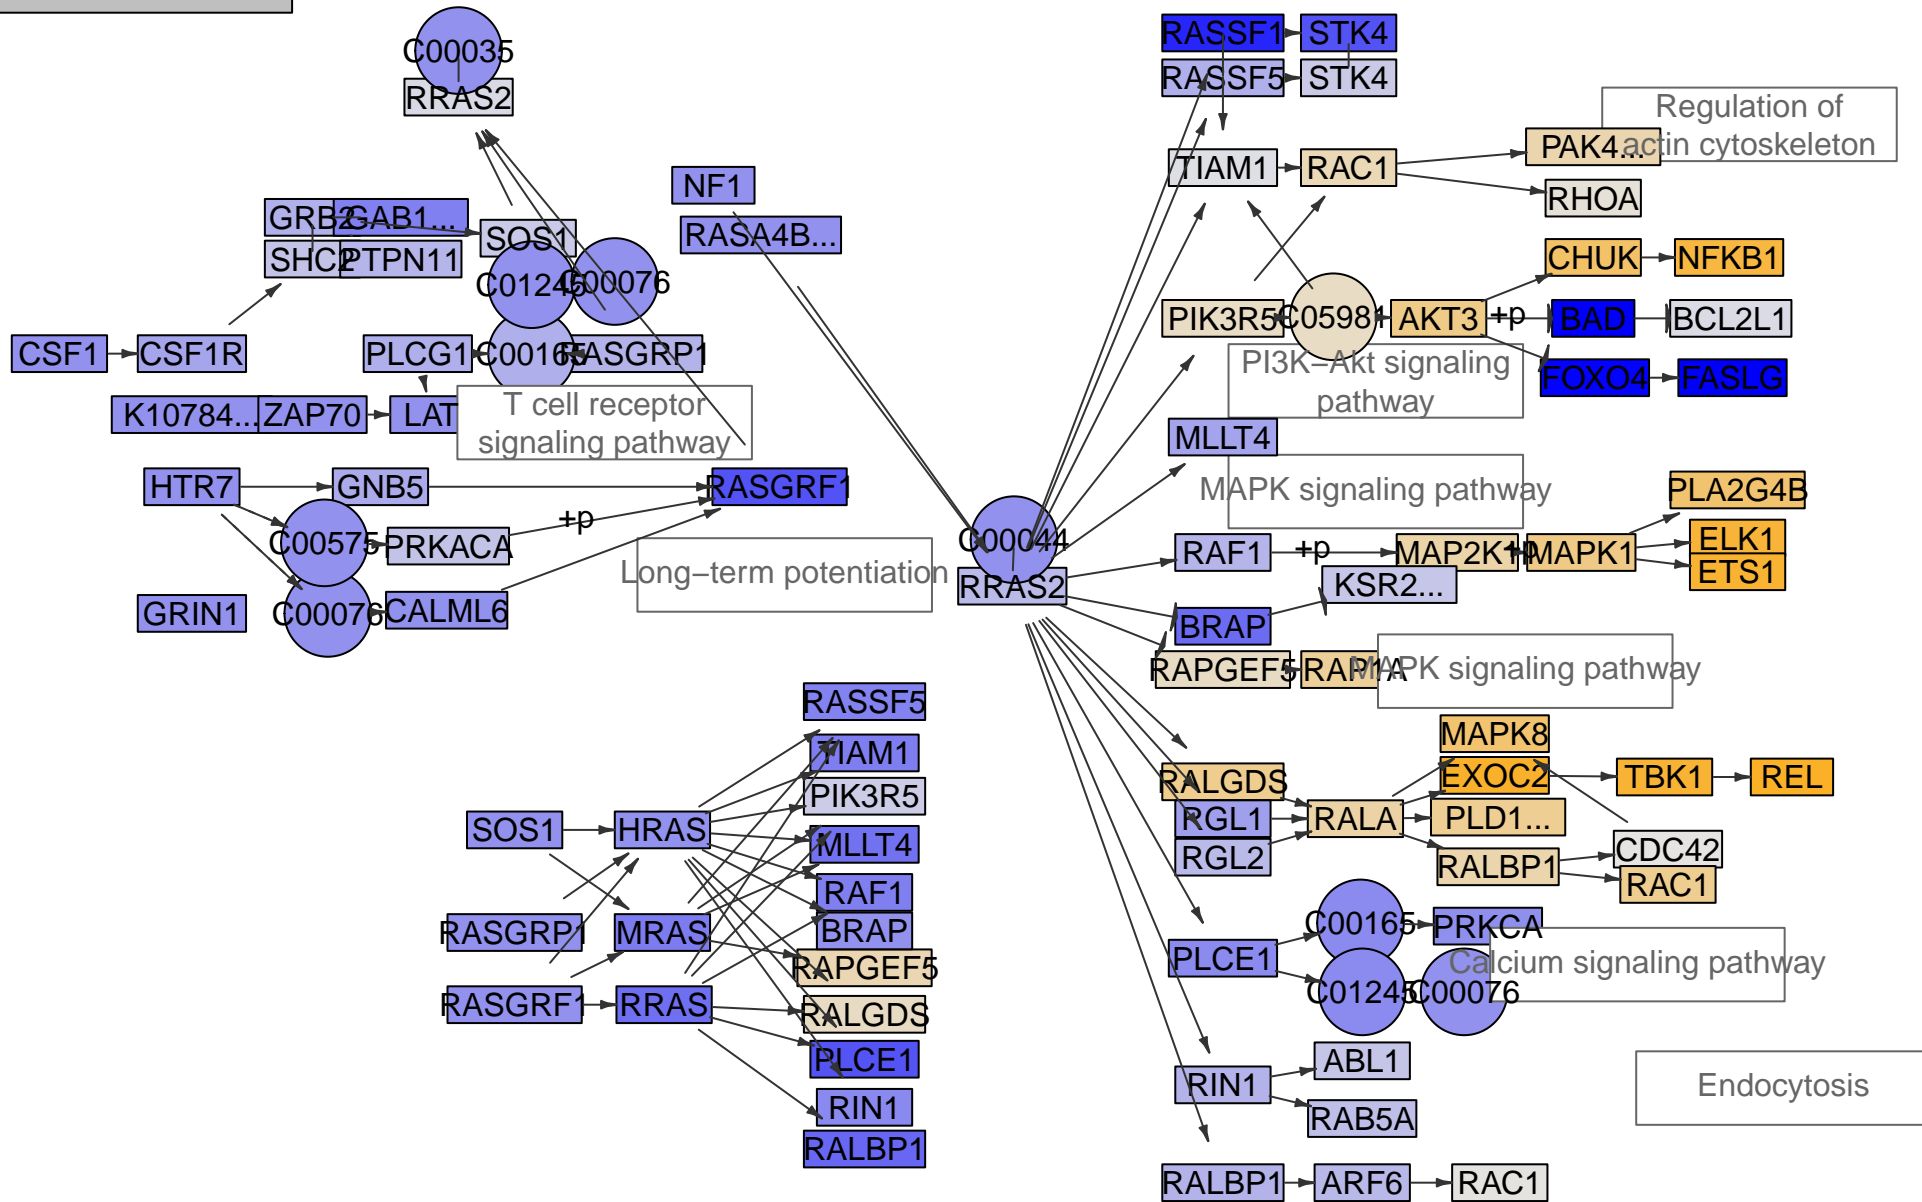 C00035
RRAS2
NF1
RASA4B...
GRB2
GAB1...
SOS1
SHC2
PTPN11
C01245
C00076
CSF1
CSF1R
PLCG1
C00165
RASGRP1
K10784...
ZAP70
LAT
T cell receptor
signaling pathway
HTR7
GNB5
RASGRF1
C00575
PRKACA
+p
GRIN1
C00076
CALML6
Long−term potentiation
C00044
RRAS2
RASSF5
TIAM1
PIK3R5
SOS1
HRAS
MLLT4
RAF1
RASGRP1
MRAS
BRAP
RAPGEF5
RASGRF1
RRAS
RALGDS
PLCE1
RIN1
RALBP1
RASSF1
STK4
RASSF5
STK4
Regulation of
actin cytoskeleton
PAK4...
TIAM1
RAC1
RHOA
CHUK
NFKB1
PIK3R5
C05981
AKT3
+p
BAD
BCL2L1
PI3K−Akt signaling
pathway
FOXO4
FASLG
MLLT4
MAPK signaling pathway
PLA2G4B
RAF1
+p
MAP2K1
+p
MAPK1
ELK1
ETS1
KSR2...
BRAP
RAPGEF5
RAP1A
MAPK signaling pathway
MAPK8
RALGDS
EXOC2
TBK1
REL
RGL1
RALA
PLD1...
RGL2
RALBP1
CDC42
RAC1
C00165
PRKCA
PLCE1
Calcium signaling pathway
C01245
C00076
ABL1
RIN1
RAB5A
Endocytosis
RALBP1
ARF6
RAC1